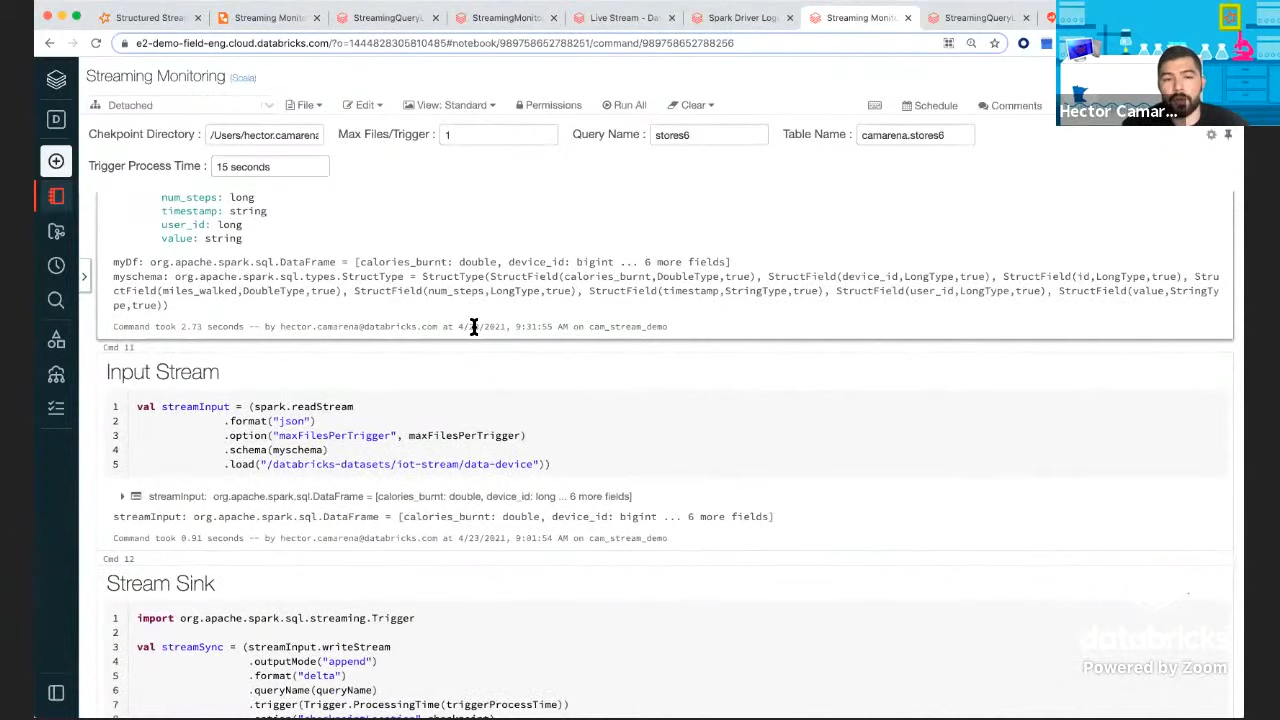 Structured Strea
Streaming Monito
StreamingQueryL
StreamingMonitor
Live Stream - Da
Spark Driver Log
Streaming Monito
StreamingQueryL
e2-demo-field-eng.cloud.databricks.com/?o=1444828305810485#notebook/989758652788251/command/989758652788256
Hector Camar...
Streaming Monitoring (Scala)
Detached
File
Edit
View: Standard
Permissions
Run All
Clear
Schedule
Comments
D
Chekpoint Directory : /Users/hector.camarena
Max Files/Trigger : 1
Query Name : stores6
Table Name : camarena.stores6
Trigger Process Time : 15 seconds
num_steps: long
timestamp: string
user_id: long
value: string
myDf: org.apache.spark.sql.DataFrame = [calories_burnt: double, device_id: bigint ... 6 more fields]
myschema: org.apache.spark.sql.types.StructType = StructType(StructField(calories_burnt,DoubleType,true), StructField(device_id,LongType,true), StructField(id,LongType,true), Stru
ctField(miles_walked,DoubleType,true), StructField(num_steps,LongType,true), StructField(timestamp,StringType,true), StructField(user_id,LongType,true), StructField(value,StringTy
pe,true))
Command took 2.73 seconds -- by hector.camarena@databricks.com at 9:31:55 AM on cam_stream_demo
Cmd 11
Input Stream
1 val streamInput = (spark.readStream
2 .format("json")
3 .option("maxFilesPerTrigger", maxFilesPerTrigger)
4 .schema(myschema)
5 .load("/databricks-datasets/iot-stream/data-device"))
streamInput: org.apache.spark.sql.DataFrame = [calories_burnt: double, device_id: long ... 6 more fields]
streamInput: org.apache.spark.sql.DataFrame = [calories_burnt: double, device_id: bigint ... 6 more fields]
Command took 0.91 seconds -- by hector.camarena@databricks.com at 4/23/2021, 9:01:54 AM on cam_stream_demo
Cmd 12
Stream Sink
1 import org.apache.spark.sql.streaming.Trigger
2
3 val streamSync = (streamInput.writeStream
4 .outputMode("append")
5 .format("delta")
6 .queryName(queryName)
7 .trigger(Trigger.ProcessingTime(triggerProcessTime))
databricks
Powered by Zoom